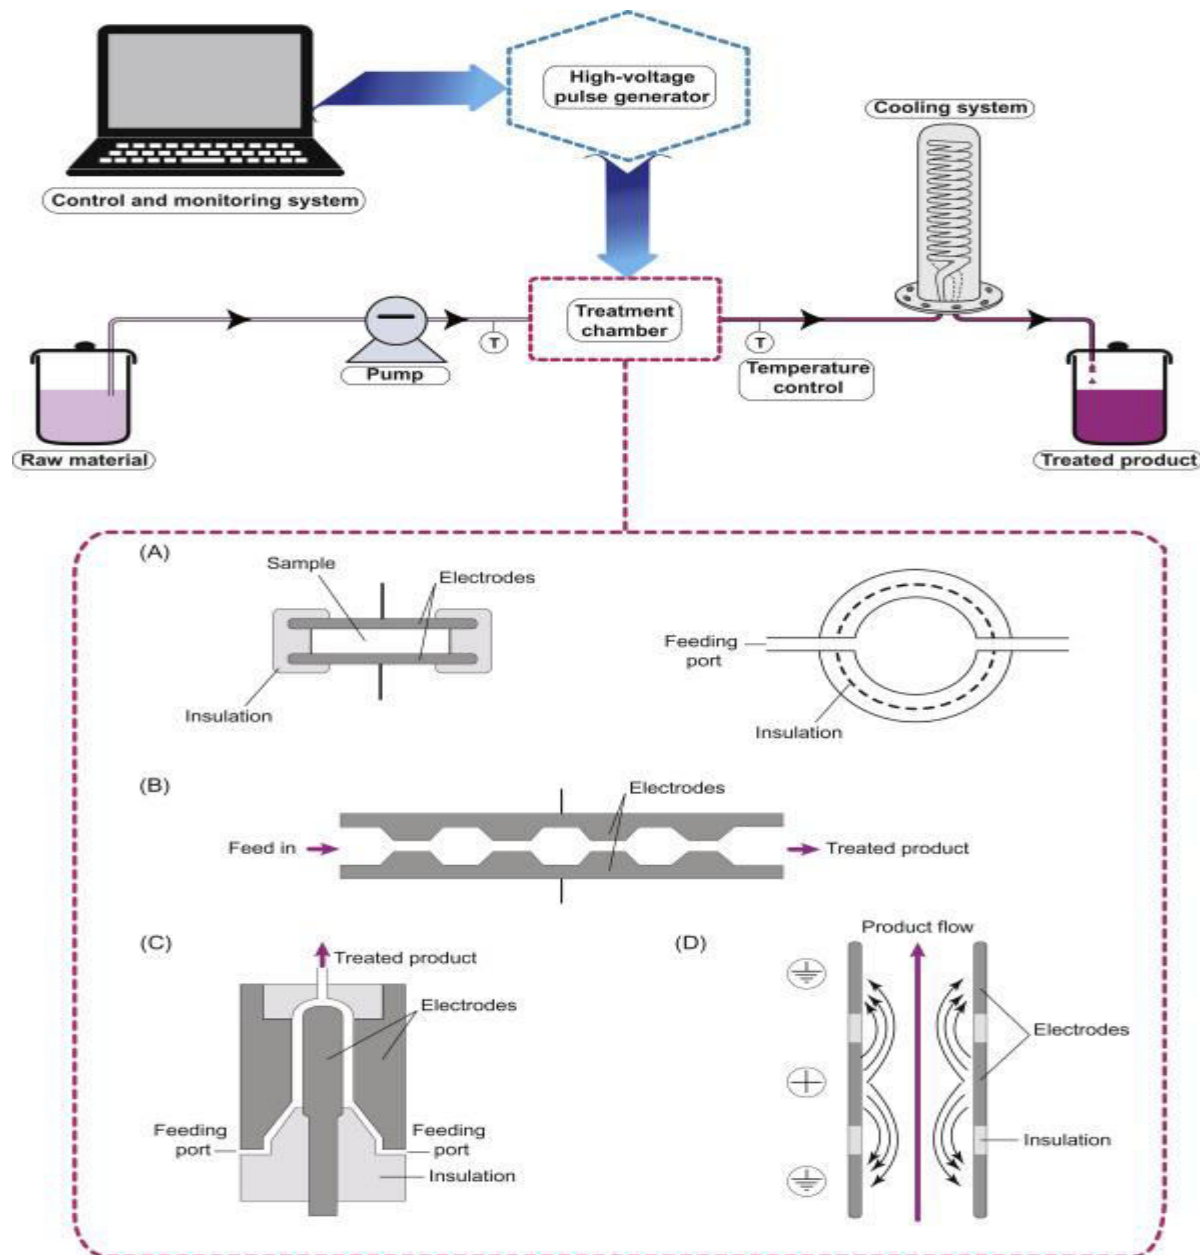 High-voltage
pulse generator
Cooling system
Control and monitoring system
Treatment
chamber
T
T
Pump
Temperature
control
Raw material
Treated product
(A)
Sample
Electrodes
Insulation
Feeding
port
Insulation
(B)
Electrodes
Feed in
Treated product
(C)
Treated product
Electrodes
Feeding
port
Feeding
port
Insulation
(D)
Product flow
Electrodes
Insulation